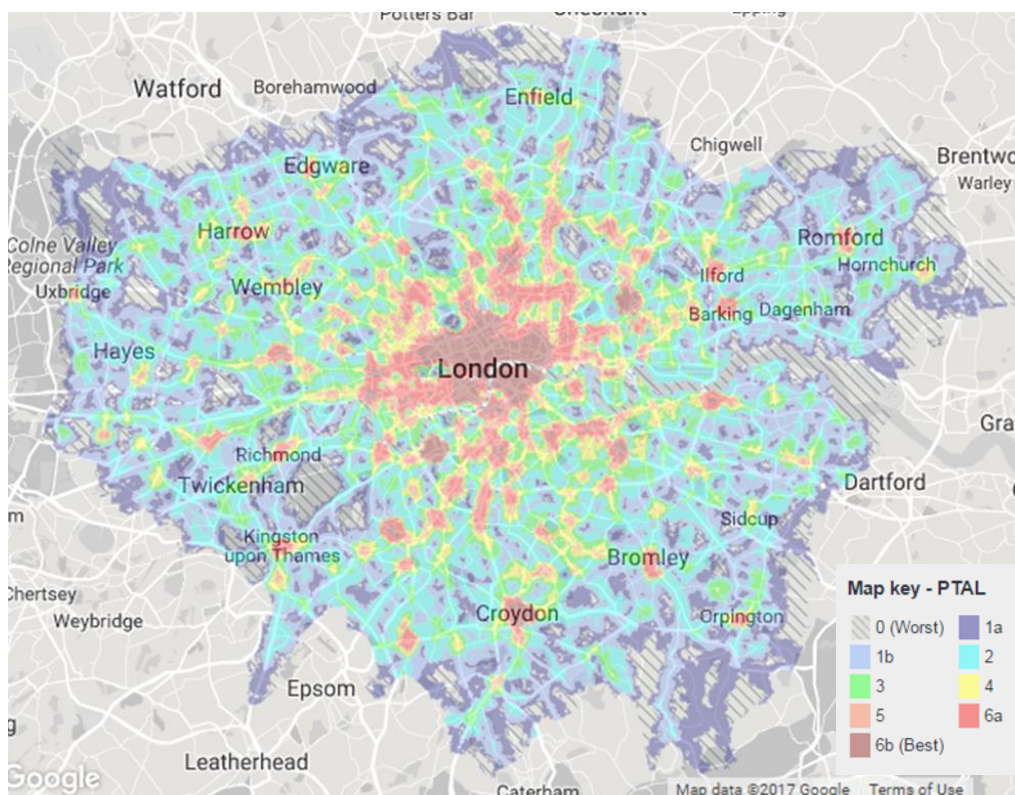 Potters Bar
Cheshunt
Epping
Watford
Borehamwood
Enfield
Chigwell
Brentwo
Warley
Edgware
Harrow
Romford
Colne Valley
Regional Park
Hornchurch
Ilford
Uxbridge
Wembley
Barking
Dagenham
Hayes
London
Gra
Richmond
Twickenham
Dartford
m
Sidcup
Kingston
upon Thames
Bromley
Chertsey
Weybridge
Croydon
Orpington
Epsom
g
Leatherhead
Caterham
Map key - PTAL
0 (Worst)
1a
1b
2
3
4
5
6a
6b (Best)
Google
Map data ©2017 Google
Terms of Use